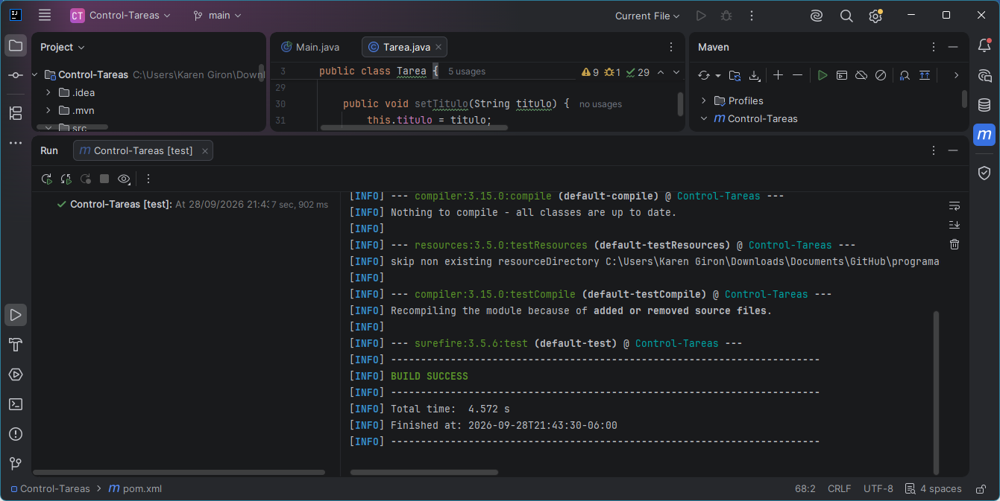 CT Control-Tareas main Current File
Project
Control-Tareas C:\Users\Karen Giron\Downl
.idea
.mvn
src
Main.java Tarea.java
3 public class Tarea { 5 usages 9 1 29
29
30 public void setTitulo(String titulo) { no usages
31 this.titulo = titulo;
Maven
Profiles
Control-Tareas
Run Control-Tareas [test]
Control-Tareas [test]: At 28/09/2026 21:43 7 sec, 902 ms
[INFO] --- compiler:3.15.0:compile (default-compile) @ Control-Tareas ---
[INFO] Nothing to compile - all classes are up to date.
[INFO]
[INFO] --- resources:3.5.0:testResources (default-testResources) @ Control-Tareas ---
[INFO] skip non existing resourceDirectory C:\Users\Karen Giron\Downloads\Documents\GitHub\programa
[INFO]
[INFO] --- compiler:3.15.0:testCompile (default-testCompile) @ Control-Tareas ---
[INFO] Recompiling the module because of added or removed source files.
[INFO]
[INFO] --- surefire:3.5.6:test (default-test) @ Control-Tareas ---
[INFO] ------------------------------------------------------------------------
[INFO] BUILD SUCCESS
[INFO] ------------------------------------------------------------------------
[INFO] Total time:  4.572 s
[INFO] Finished at: 2026-09-28T21:43:30-06:00
[INFO] ------------------------------------------------------------------------
Control-Tareas > m pom.xml 68:2 CRLF UTF-8 4 spaces